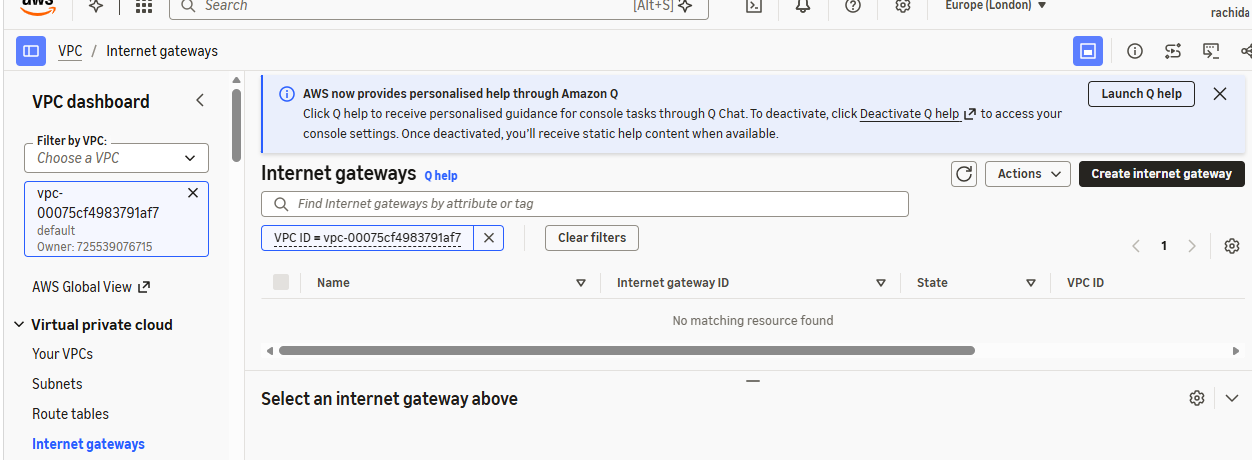 aws
Search
[Alt+S]
Europe (London)
rachida
VPC / Internet gateways
VPC dashboard
Filter by VPC:
Choose a VPC
vpc-
00075cf4983791af7
default
Owner: 725539076715
AWS Global View
Virtual private cloud
Your VPCs
Subnets
Route tables
Internet gateways
AWS now provides personalised help through Amazon Q
Click Q help to receive personalised guidance for console tasks through Q Chat. To deactivate, click Deactivate Q help to access your
console settings. Once deactivated, you'll receive static help content when available.
Launch Q help
Internet gateways Q help
Actions
Create internet gateway
Find Internet gateways by attribute or tag
VPC ID = vpc-00075cf4983791af7
Clear filters
1
Name Internet gateway ID State VPC ID
No matching resource found
Select an internet gateway above